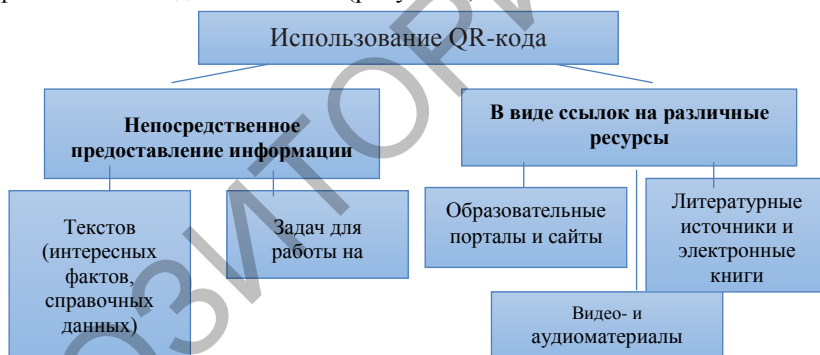 Использование QR-кода
Непосредственное
предоставление информации
В виде ссылок на различные
ресурсы
Текстов
(интересных
фактов,
справочных
данных)
Задач для
работы на
Образовательные
порталы и сайты
Литературные
источники и
электронные
книги
Видео- и
аудиоматериалы